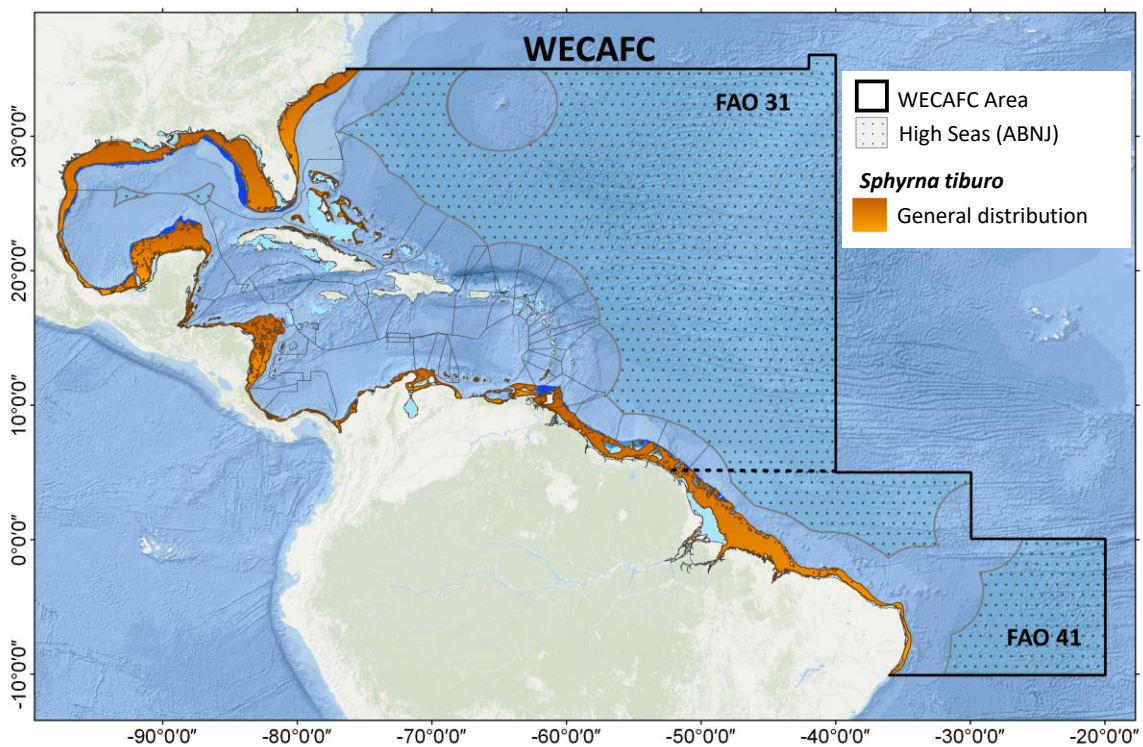 WECAFC
FAO 31
WECAFC Area
High Seas (ABNJ)
Sphyrna tiburo
General distribution
FAO 41
30°0'0"
20°0'0"
10°0'0"
0°0'0"
-10°0'0"
-90°0'0"
-80°0'0"
-70°0'0"
-60°0'0"
-50°0'0"
-40°0'0"
-30°0'0"
-20°0'0"